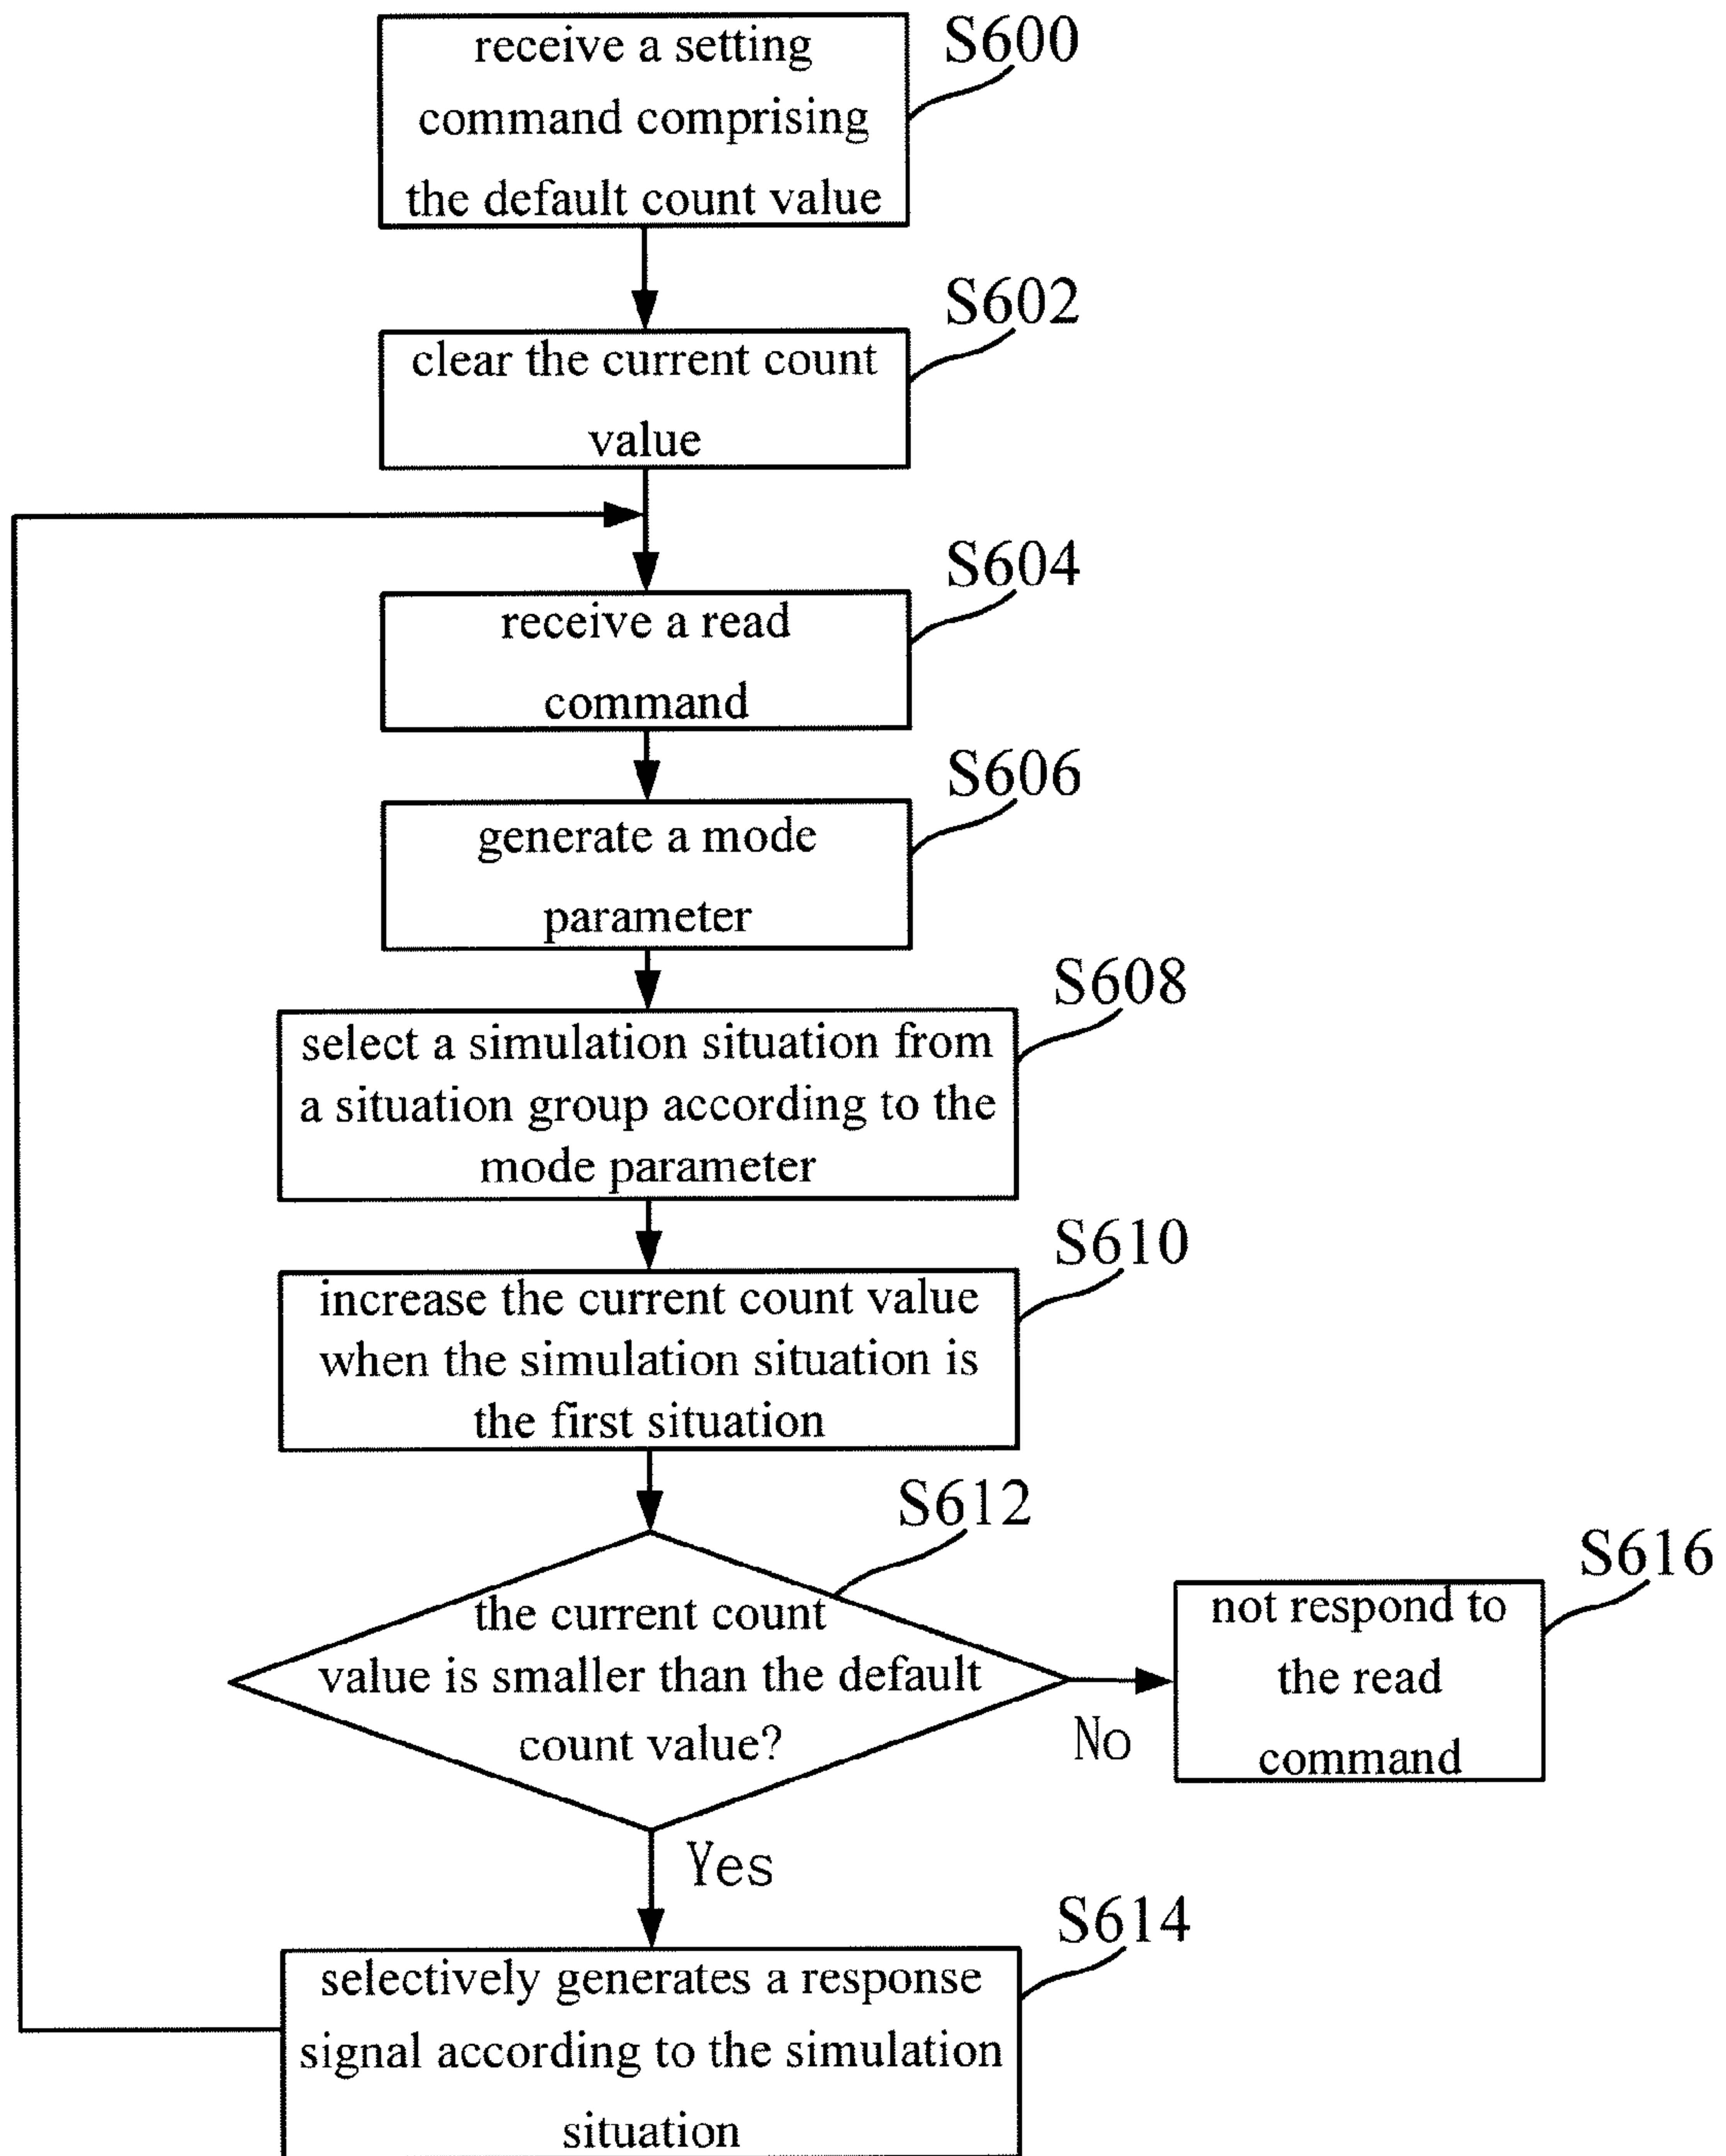 receive a setting
command comprising
the default count value
S600
clear the current count
value
S602
receive a read
command
S604
generate a mode
parameter
S606
select a simulation situation from
a situation group according to the
mode parameter
S608
increase the current count value
when the simulation situation is
the first situation
S610
the current count
value is smaller than the default
count value?
S612
No
not respond to
the read
command
S616
Yes
selectively generates a response
signal according to the simulation
situation
S614